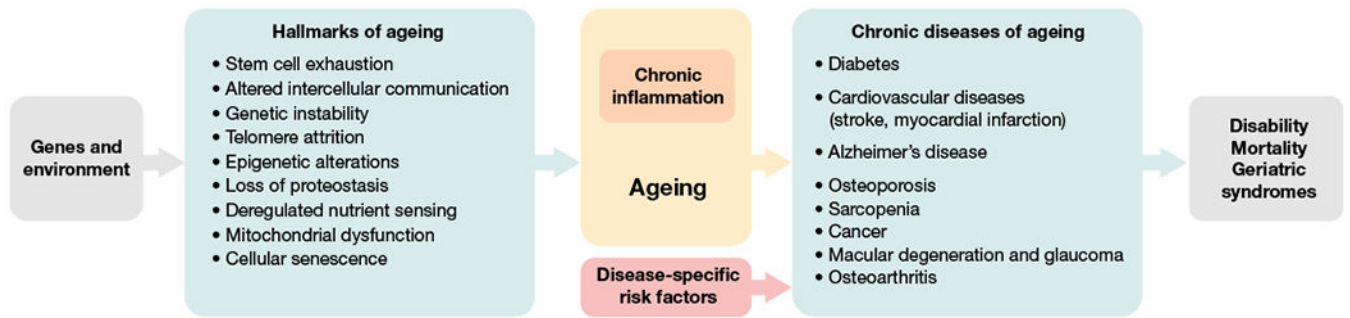 Genes and
environment
Hallmarks of ageing
• Stem cell exhaustion
• Altered intercellular communication
• Genetic instability
• Telomere attrition
• Epigenetic alterations
• Loss of proteostasis
• Deregulated nutrient sensing
• Mitochondrial dysfunction
• Cellular senescence
Chronic
inflammation
Ageing
Disease-specific
risk factors
Chronic diseases of ageing
• Diabetes
• Cardiovascular diseases
(stroke, myocardial infarction)
• Alzheimer's disease
• Osteoporosis
• Sarcopenia
• Cancer
• Macular degeneration and glaucoma
• Osteoarthritis
Disability
Mortality
Geriatric
syndromes